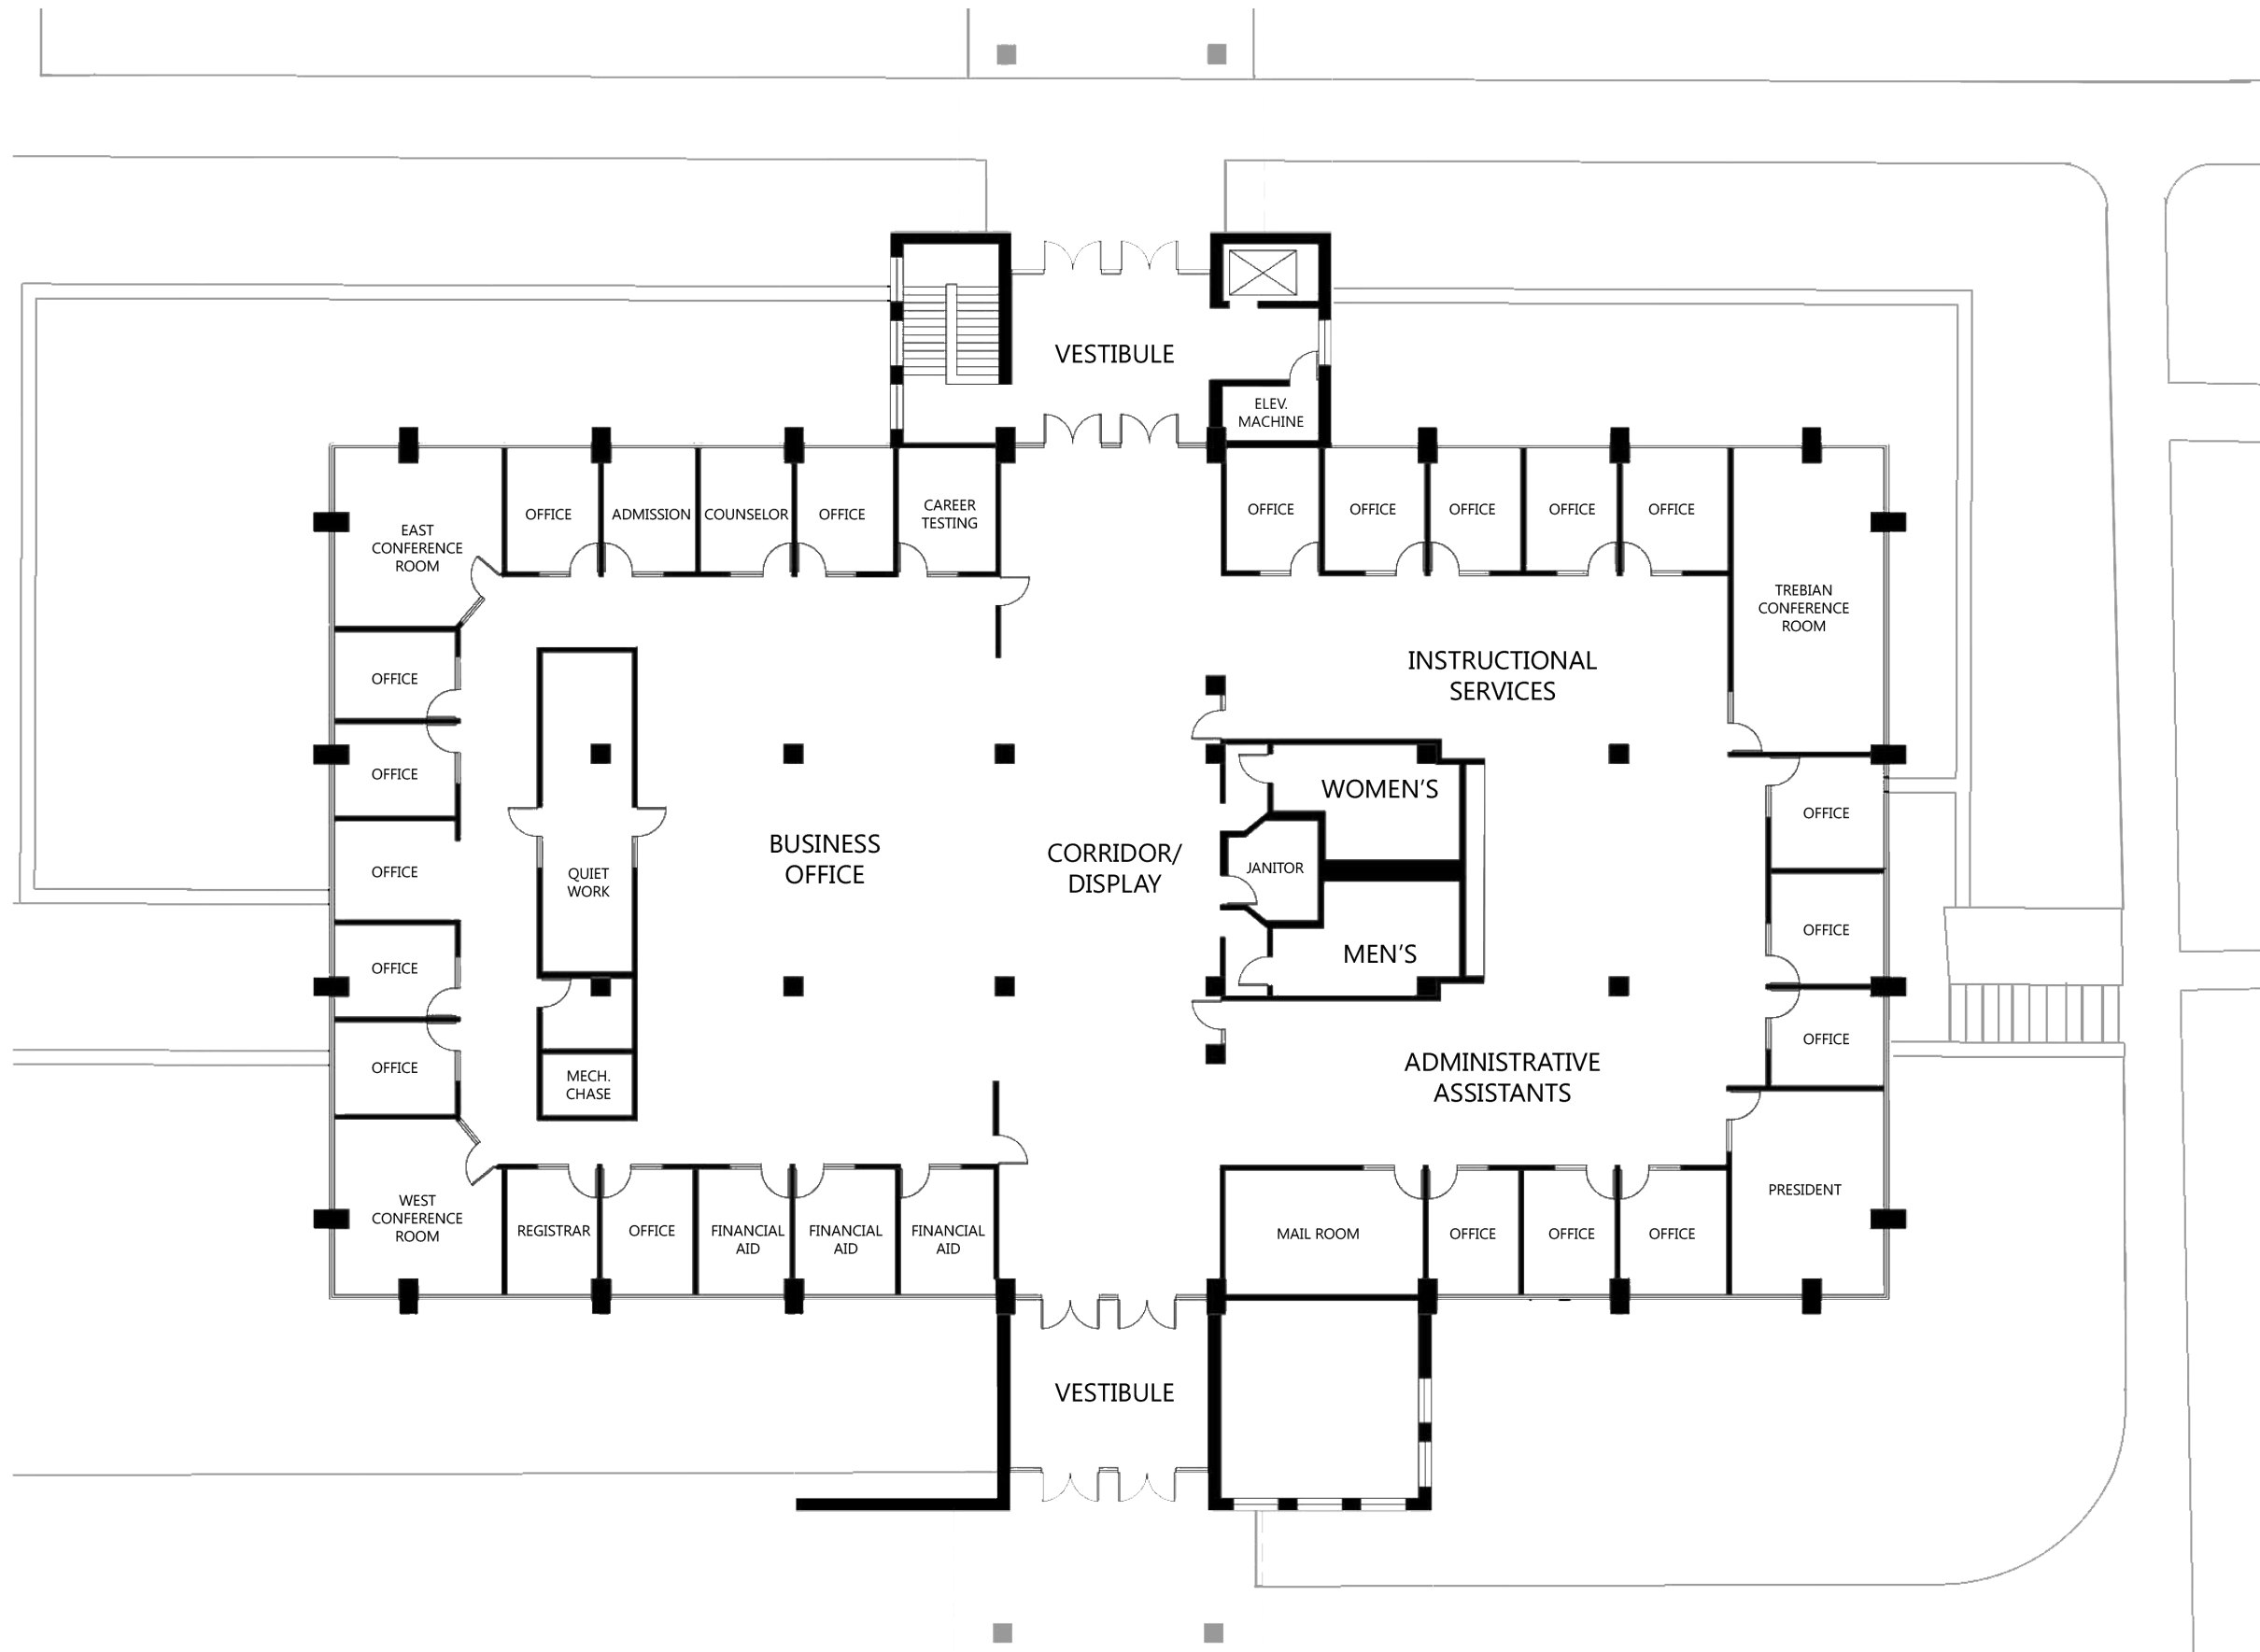 VESTIBULE
ELEV.
MACHINE
EAST
CONFERENCE
ROOM
OFFICE
ADMISSION
COUNSELOR
OFFICE
CAREER
TESTING
OFFICE
OFFICE
OFFICE
OFFICE
OFFICE
TREBIAN
CONFERENCE
ROOM
OFFICE
OFFICE
OFFICE
OFFICE
OFFICE
QUIET
WORK
MECH.
CHASE
BUSINESS
OFFICE
CORRIDOR/
DISPLAY
INSTRUCTIONAL
SERVICES
WOMEN’S
JANITOR
MEN’S
ADMINISTRATIVE
ASSISTANTS
OFFICE
OFFICE
OFFICE
PRESIDENT
WEST
CONFERENCE
ROOM
REGISTRAR
OFFICE
FINANCIAL
AID
FINANCIAL
AID
FINANCIAL
AID
MAIL ROOM
OFFICE
OFFICE
OFFICE
VESTIBULE